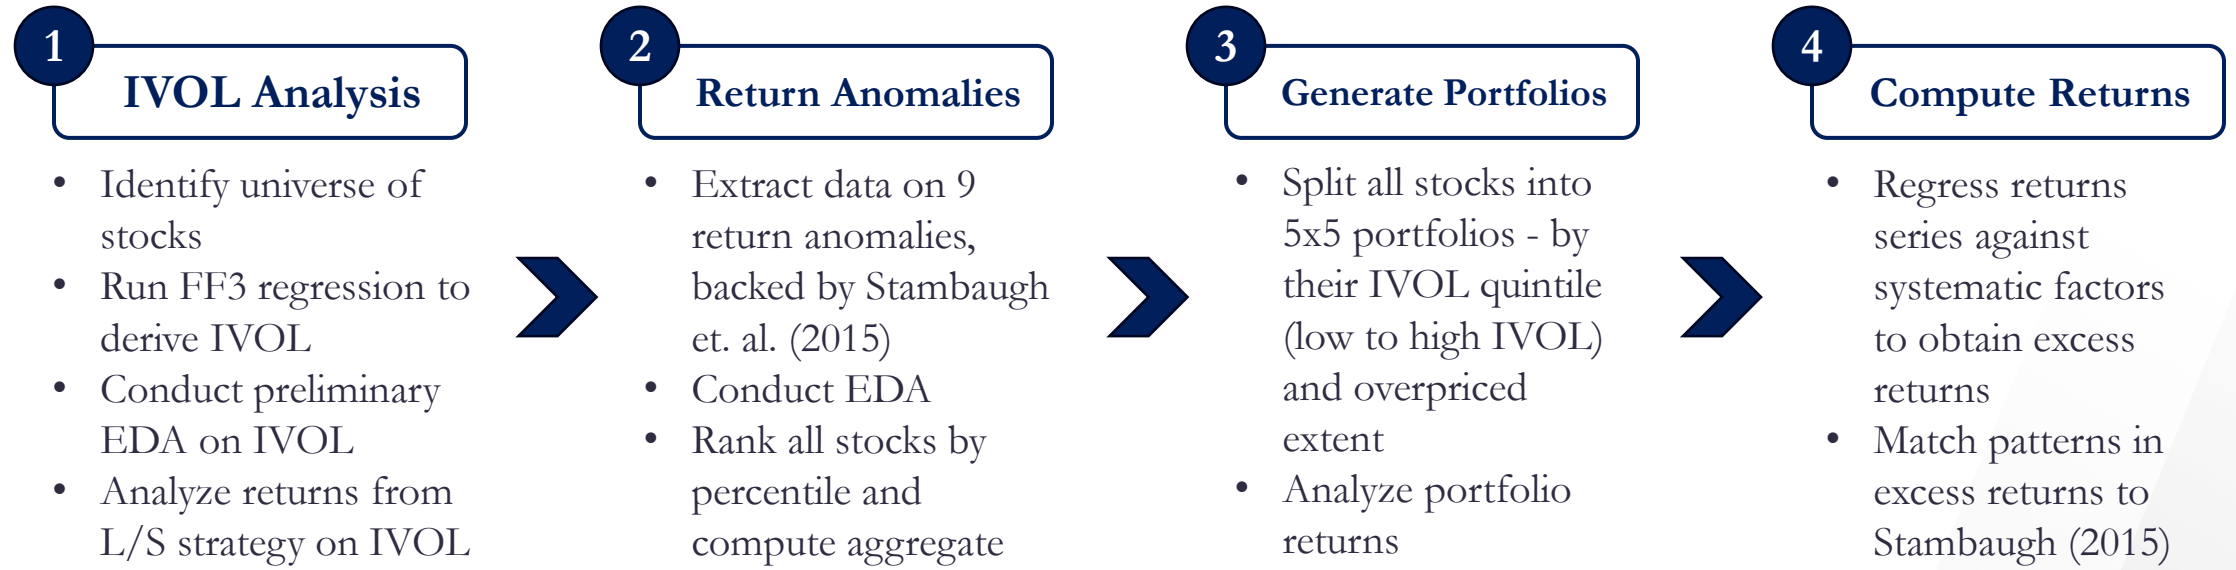 1
IVOL Analysis
• Identify universe of
stocks
• Run FF3 regression to
derive IVOL
• Conduct preliminary
EDA on IVOL
• Analyze returns from
L/S strategy on IVOL
2
Return Anomalies
• Extract data on 9
return anomalies,
backed by Stambaugh
et. al. (2015)
• Conduct EDA
• Rank all stocks by
percentile and
compute aggregate
3
Generate Portfolios
• Split all stocks into
5x5 portfolios - by
their IVOL quintile
(low to high IVOL)
and overpriced
extent
• Analyze portfolio
returns
4
Compute Returns
• Regress returns
series against
systematic factors
to obtain excess
returns
• Match patterns in
excess returns to
Stambaugh (2015)